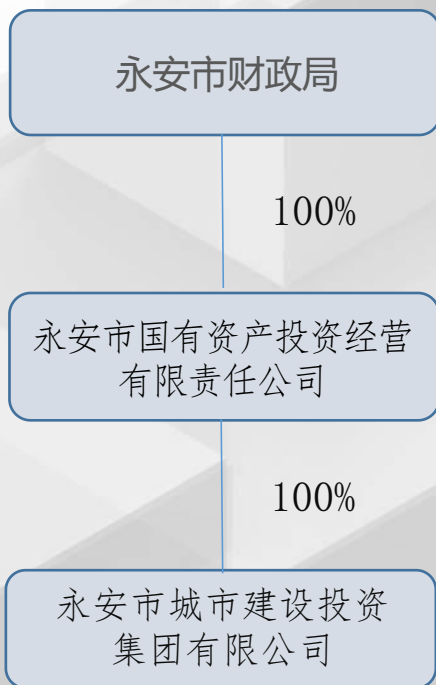 永安市财政局
100%
永安市国有资产投资经营
有限责任公司
100%
永安市城市建设投资
集团有限公司